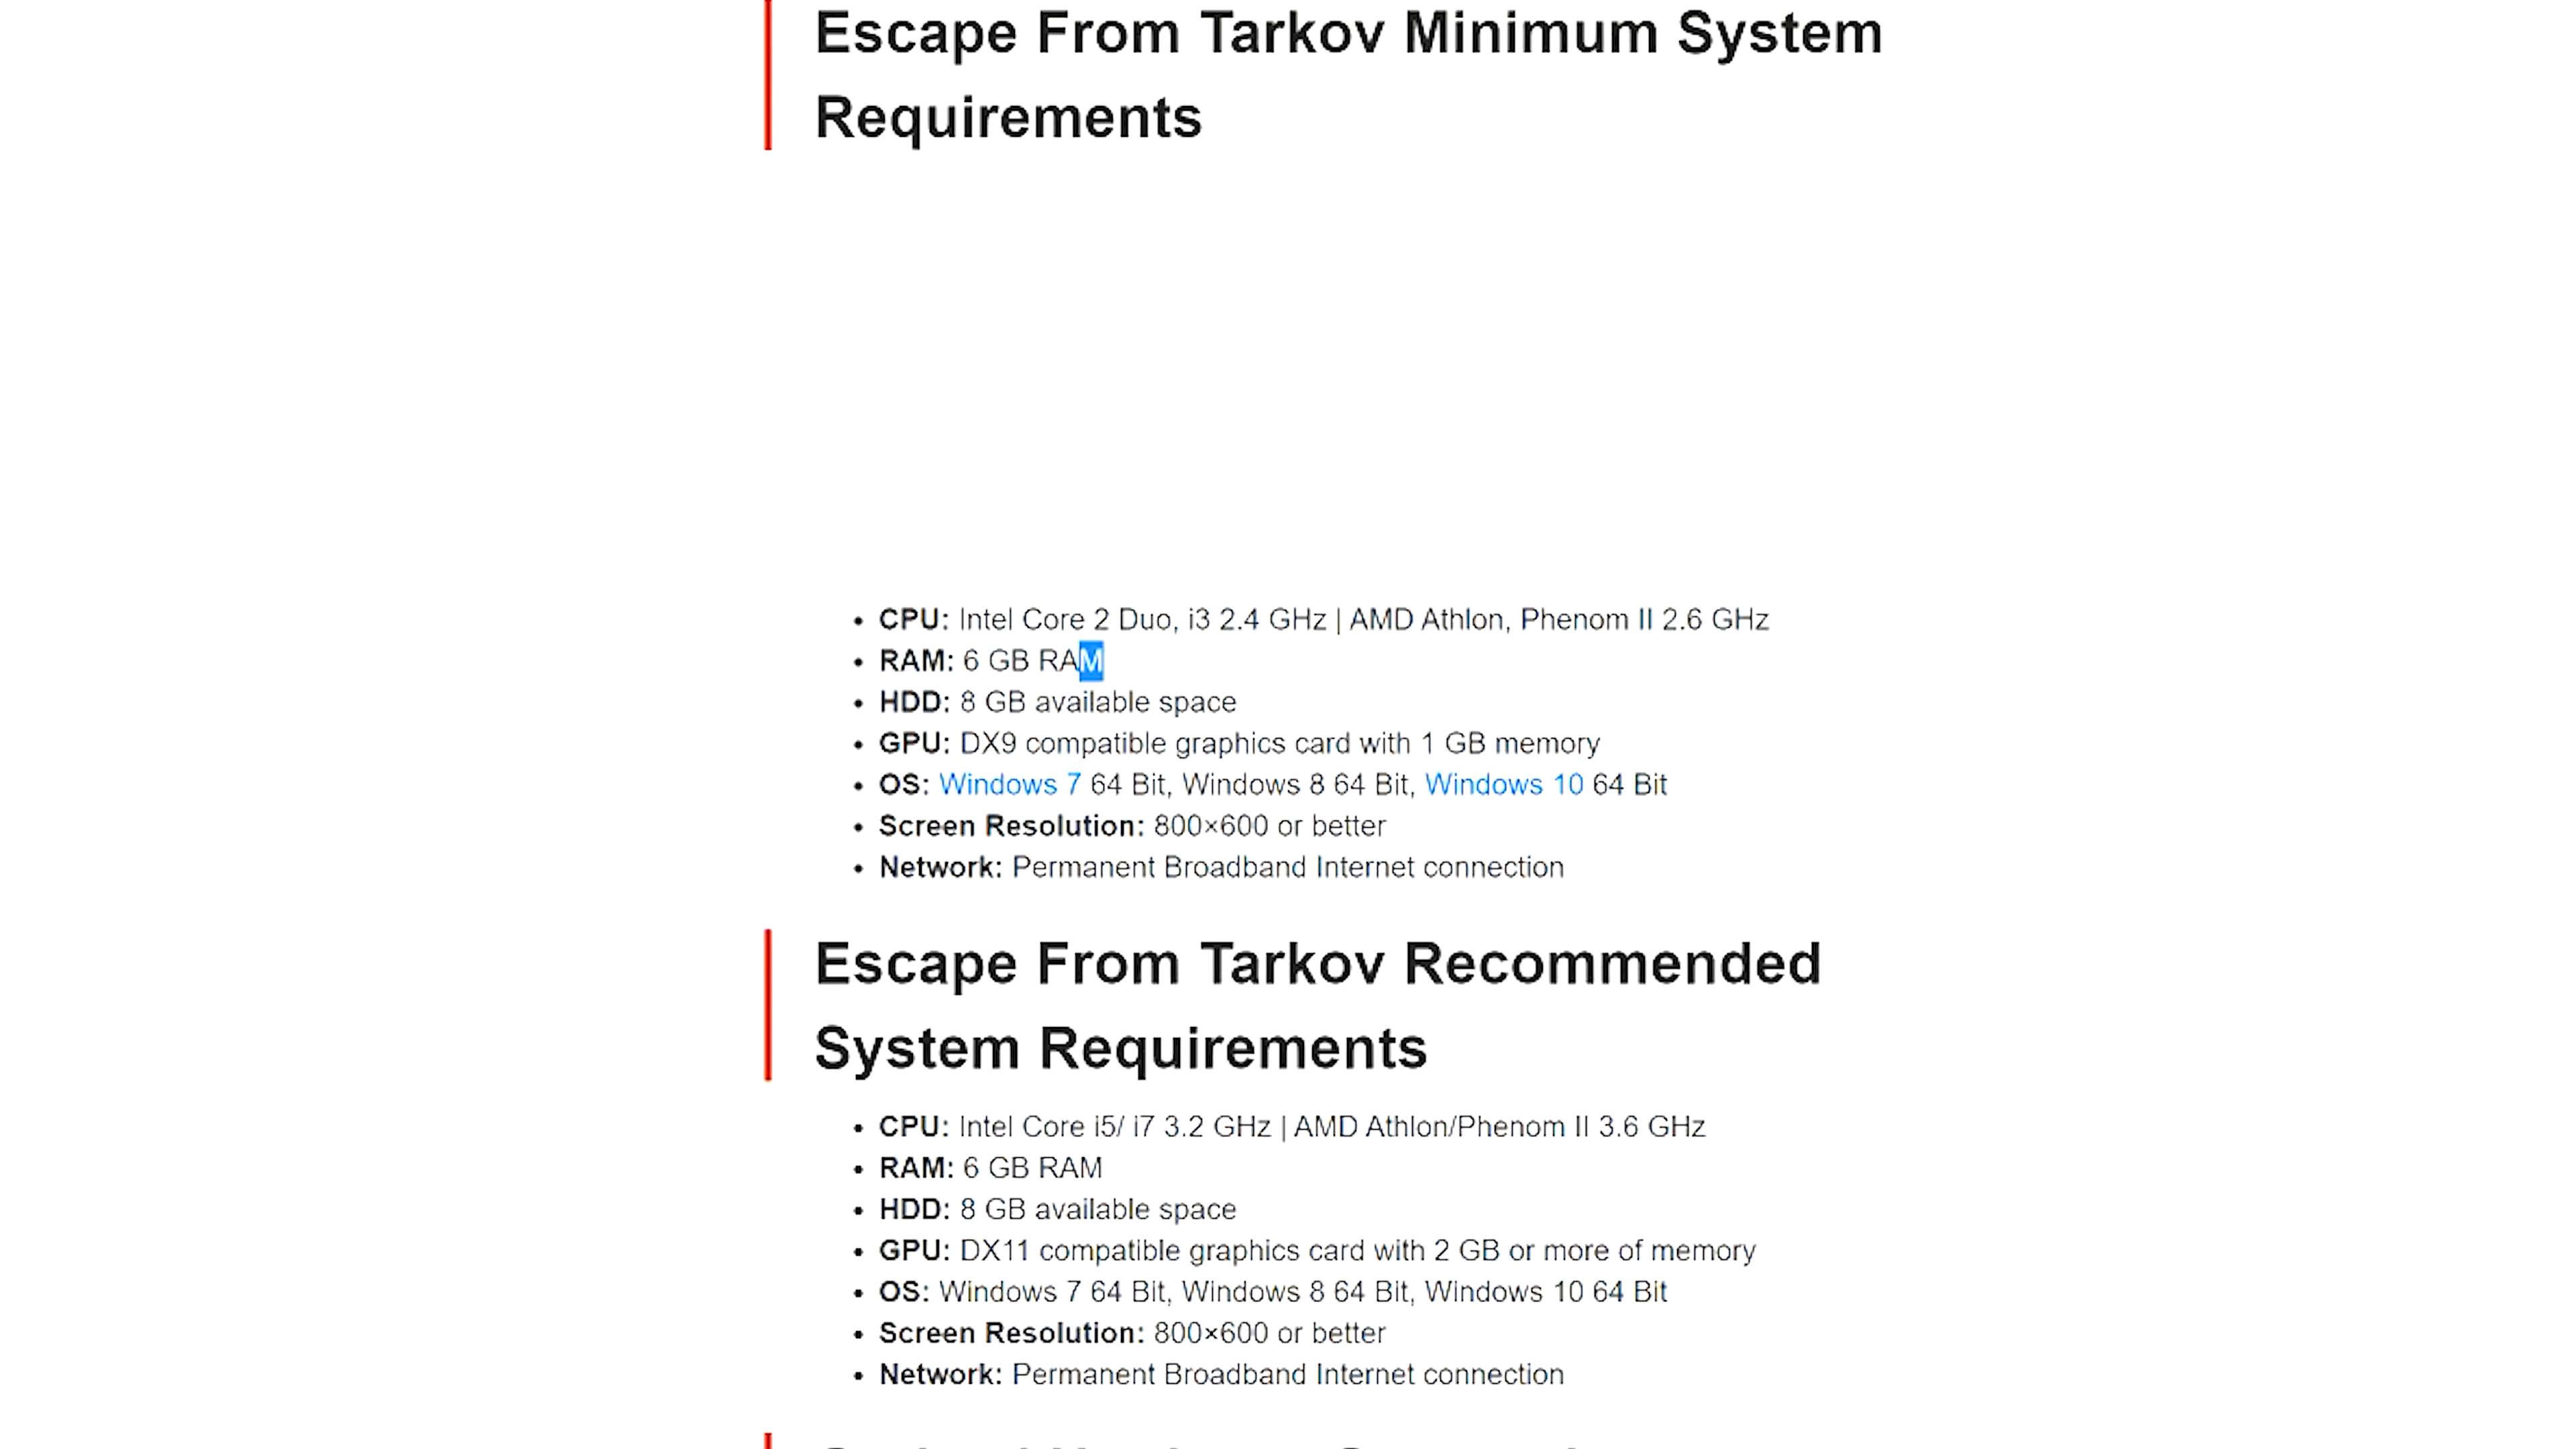 Escape From Tarkov Minimum System
Requirements
CPU: Intel Core 2 Duo, i3 2.4 GHz | AMD Athlon, Phenom II 2.6 GHz
RAM: 6 GB RAM
HDD: 8 GB available space
GPU: DX9 compatible graphics card with 1 GB memory
OS: Windows 7 64 Bit, Windows 8 64 Bit, Windows 10 64 Bit
Screen Resolution: 800×600 or better
Network: Permanent Broadband Internet connection
Escape From Tarkov Recommended
System Requirements
CPU: Intel Core i5/ i7 3.2 GHz | AMD Athlon/Phenom II 3.6 GHz
RAM: 6 GB RAM
HDD: 8 GB available space
GPU: DX11 compatible graphics card with 2 GB or more of memory
OS: Windows 7 64 Bit, Windows 8 64 Bit, Windows 10 64 Bit
Screen Resolution: 800×600 or better
Network: Permanent Broadband Internet connection